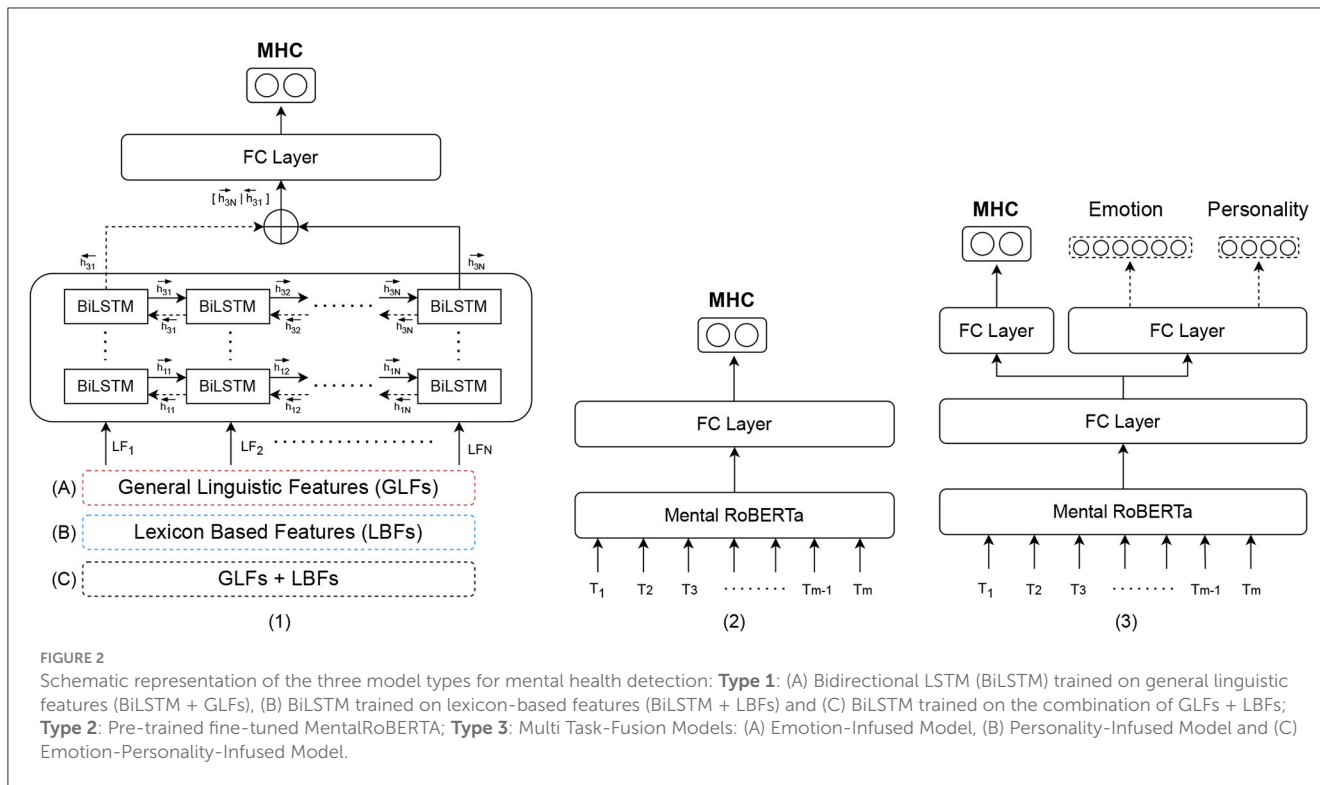 MHC
FC Layer
[ h3N | h31 ]
h31
h3N
BiLSTM h31 BiLSTM h32 ....... h3N BiLSTM
h31 h32 h3N
BiLSTM h11 BiLSTM h12 ....... h1N BiLSTM
h11 h12 h1N
LF1 LF2 LFN
(A) General Linguistic Features (GLFs)
(B) Lexicon Based Features (LBFs)
(C) GLFs + LBFs
(1)
MHC
FC Layer
Mental RoBERTa
T1 T2 T3 ........ Tm-1 Tm
(2)
MHC Emotion Personality
FC Layer FC Layer
FC Layer
Mental RoBERTa
T1 T2 T3 ........ Tm-1 Tm
(3)
FIGURE 2
Schematic representation of the three model types for mental health detection: Type 1: (A) Bidirectional LSTM (BiLSTM) trained on general linguistic
features (BiLSTM + GLFs), (B) BiLSTM trained on lexicon-based features (BiLSTM + LBFs) and (C) BiLSTM trained on the combination of GLFs + LBFs;
Type 2: Pre-trained fine-tuned MentalRoBERTa; Type 3: Multi Task-Fusion Models: (A) Emotion-Infused Model, (B) Personality-Infused Model and (C)
Emotion-Personality-Infused Model.